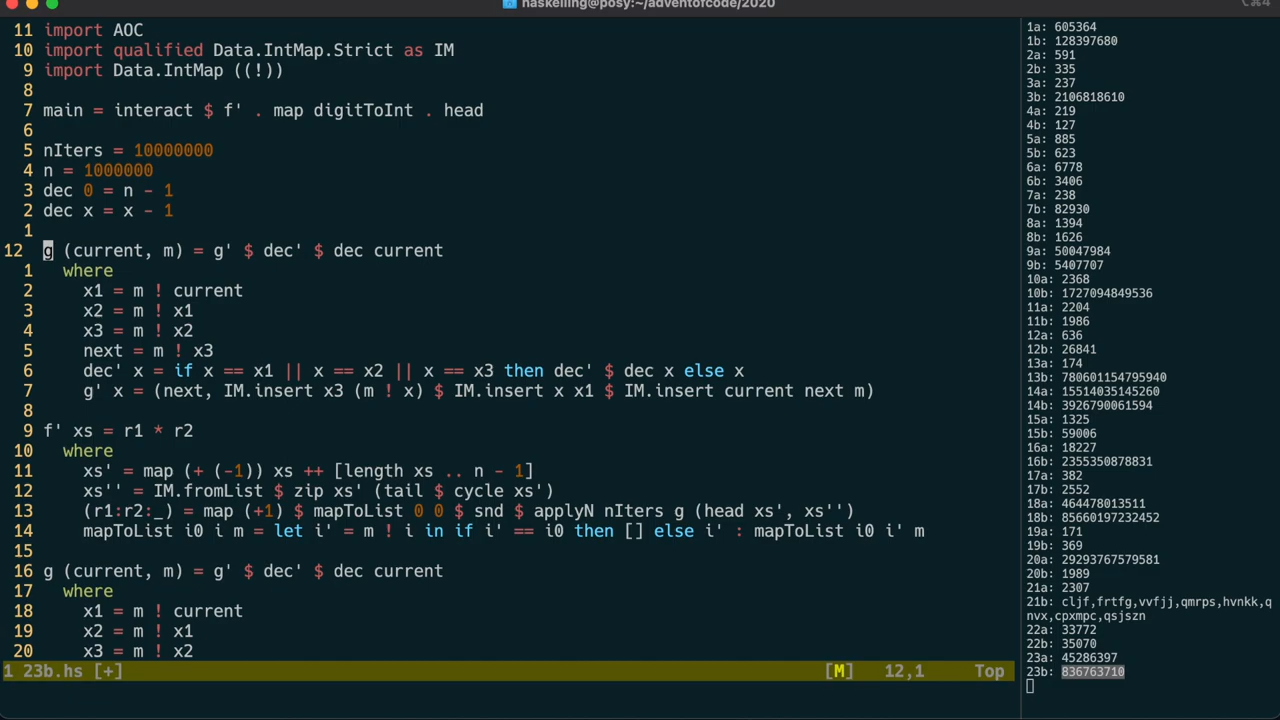 haskelling@posy:~/adventofcode/2020
11 import AOC
10 import qualified Data.IntMap.Strict as IM
9 import Data.IntMap ((!))
8
7 main = interact $ f' . map digitToInt . head
6
5 nIters = 10000000
4 n = 1000000
3 dec 0 = n - 1
2 dec x = x - 1
1
12 g (current, m) = g' $ dec' $ dec current
1 where
2 x1 = m ! current
3 x2 = m ! x1
4 x3 = m ! x2
5 next = m ! x3
6 dec' x = if x == x1 || x == x2 || x == x3 then dec' $ dec x else x
7 g' x = (next, IM.insert x3 (m ! x) $ IM.insert x x1 $ IM.insert current next m)
8
9 f' xs = r1 * r2
10 where
11 xs' = map (+ (-1)) xs ++ [length xs .. n - 1]
12 xs'' = IM.fromList $ zip xs' (tail $ cycle xs')
13 (r1:r2:_) = map (+1) $ mapToList 0 0 $ snd $ applyN nIters g (head xs', xs'')
14 mapToList i0 i m = let i' = m ! i in if i' == i0 then [] else i' : mapToList i0 i' m
15
16 g (current, m) = g' $ dec' $ dec current
17 where
18 x1 = m ! current
19 x2 = m ! x1
20 x3 = m ! x2
1 23b.hs [+] [M] 12,1 Top
1a: 605364
1b: 128397680
2a: 591
2b: 335
3a: 237
3b: 2106818610
4a: 219
4b: 127
5a: 885
5b: 623
6a: 6778
6b: 3406
7a: 238
7b: 82930
8a: 1394
8b: 1626
9a: 50047984
9b: 5407707
10a: 2368
10b: 1727094849536
11a: 2204
11b: 1986
12a: 636
12b: 26841
13a: 174
13b: 780601154795940
14a: 15514035145260
14b: 3926790061594
15a: 1325
15b: 59006
16a: 18227
16b: 2355350878831
17a: 382
17b: 2552
18a: 464478013511
18b: 85660197232452
19a: 171
19b: 369
20a: 29293767579581
20b: 1989
21a: 2307
21b: cljf,frtfg,vvfjj,qmrps,hvnkk,q
nvx,cpxmpc,qsjszn
22a: 33772
22b: 35070
23a: 45286397
23b: 836763710